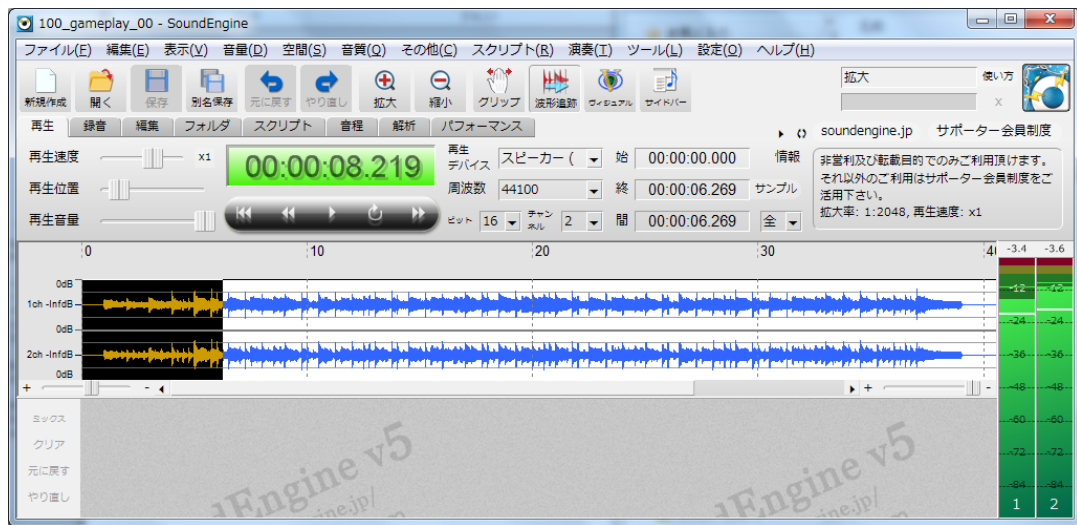 100_gameplay_00 - SoundEngine
ファイル(F) 編集(E) 表示(V) 音量(D) 空間(S) 音質(Q) その他(C) スクリプト(R) 演奏(T) ツール(L) 設定(O) ヘルプ(H)
新規作成 開く 保存 別名保存 元に戻す やり直し 拡大 縮小 グリップ 波形追跡 ヴィジュアル サイドバー
拡大 使い方
X
再生 録音 編集 フォルダ スクリプト 音程 解析 パフォーマンス
soundengine.jp サポーター会員制度
再生速度 x1
00:00:08.219
再生デバイス スピーカー ( 始 00:00:00.000 情報
再生位置
周波数 44100 終 00:00:06.269 サンプル
再生音量
ビット 16 チャンネル 2 間 00:00:06.269 全
非営利及び転載目的でのみご利用頂けます。
それ以外のご利用はサポーター会員制度をご
活用下さい。
拡大率: 1:2048, 再生速度: x1
0 10 20 30 -3.4 -3.6
0dB
1ch -InfdB
0dB
2ch -InfdB
0dB
-12 -12
-24 -24
-36 -36
-48 -48
-60 -60
-72 -72
-84 -84
1 2
+ - + -
ミックス
クリア
元に戻す
やり直し
Engine v5
ine.jp/
Engine v5
ine.jp/